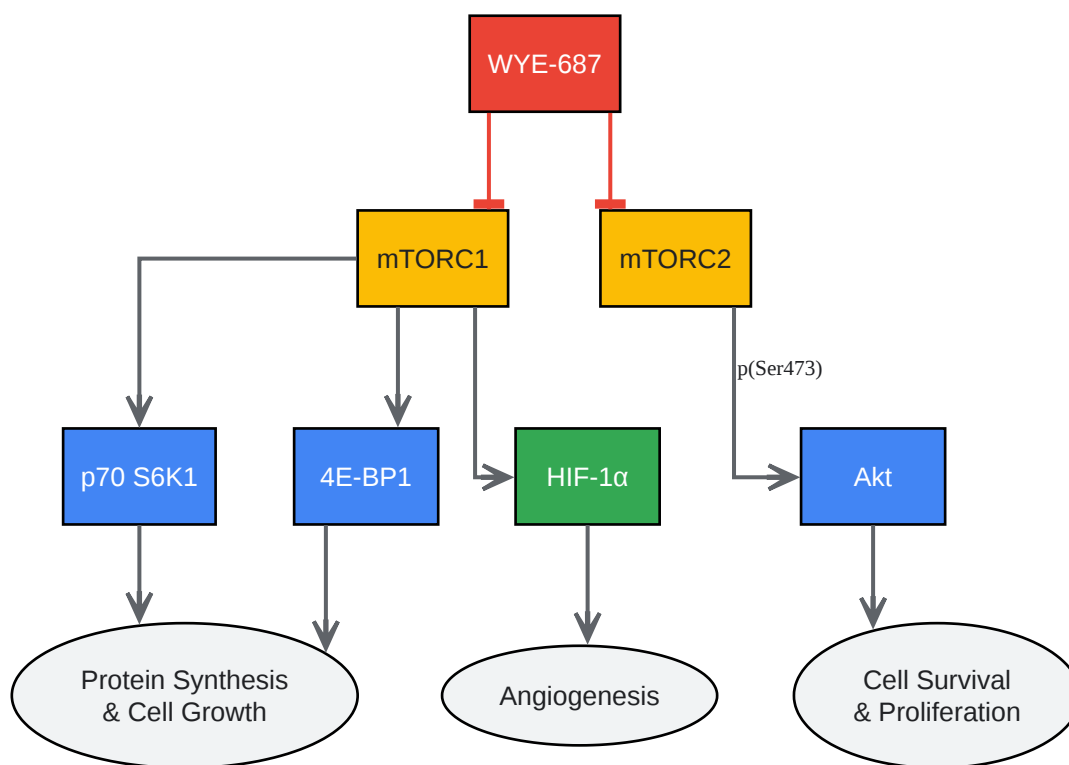 WYE-687
mTORC1
mTORC2
p(Ser473)
p70 S6K1
4E-BP1
HIF-1α
Akt
Protein Synthesis
& Cell Growth
Angiogenesis
Cell Survival
& Proliferation